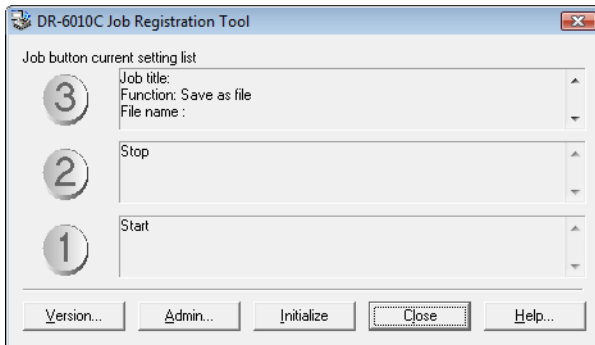 DR-6010C Job Registration Tool
Job button current setting list
3
Job title:
Function: Save as file
File name :
2
Stop
1
Start
Version... Admin... Initialize Close Help...